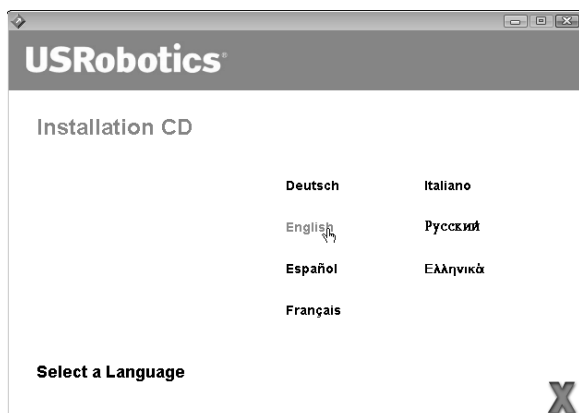 USRobotics®
Installation CD
Deutsch Italiano
English Русский
Español Ελληνικά
Français
Select a Language
X